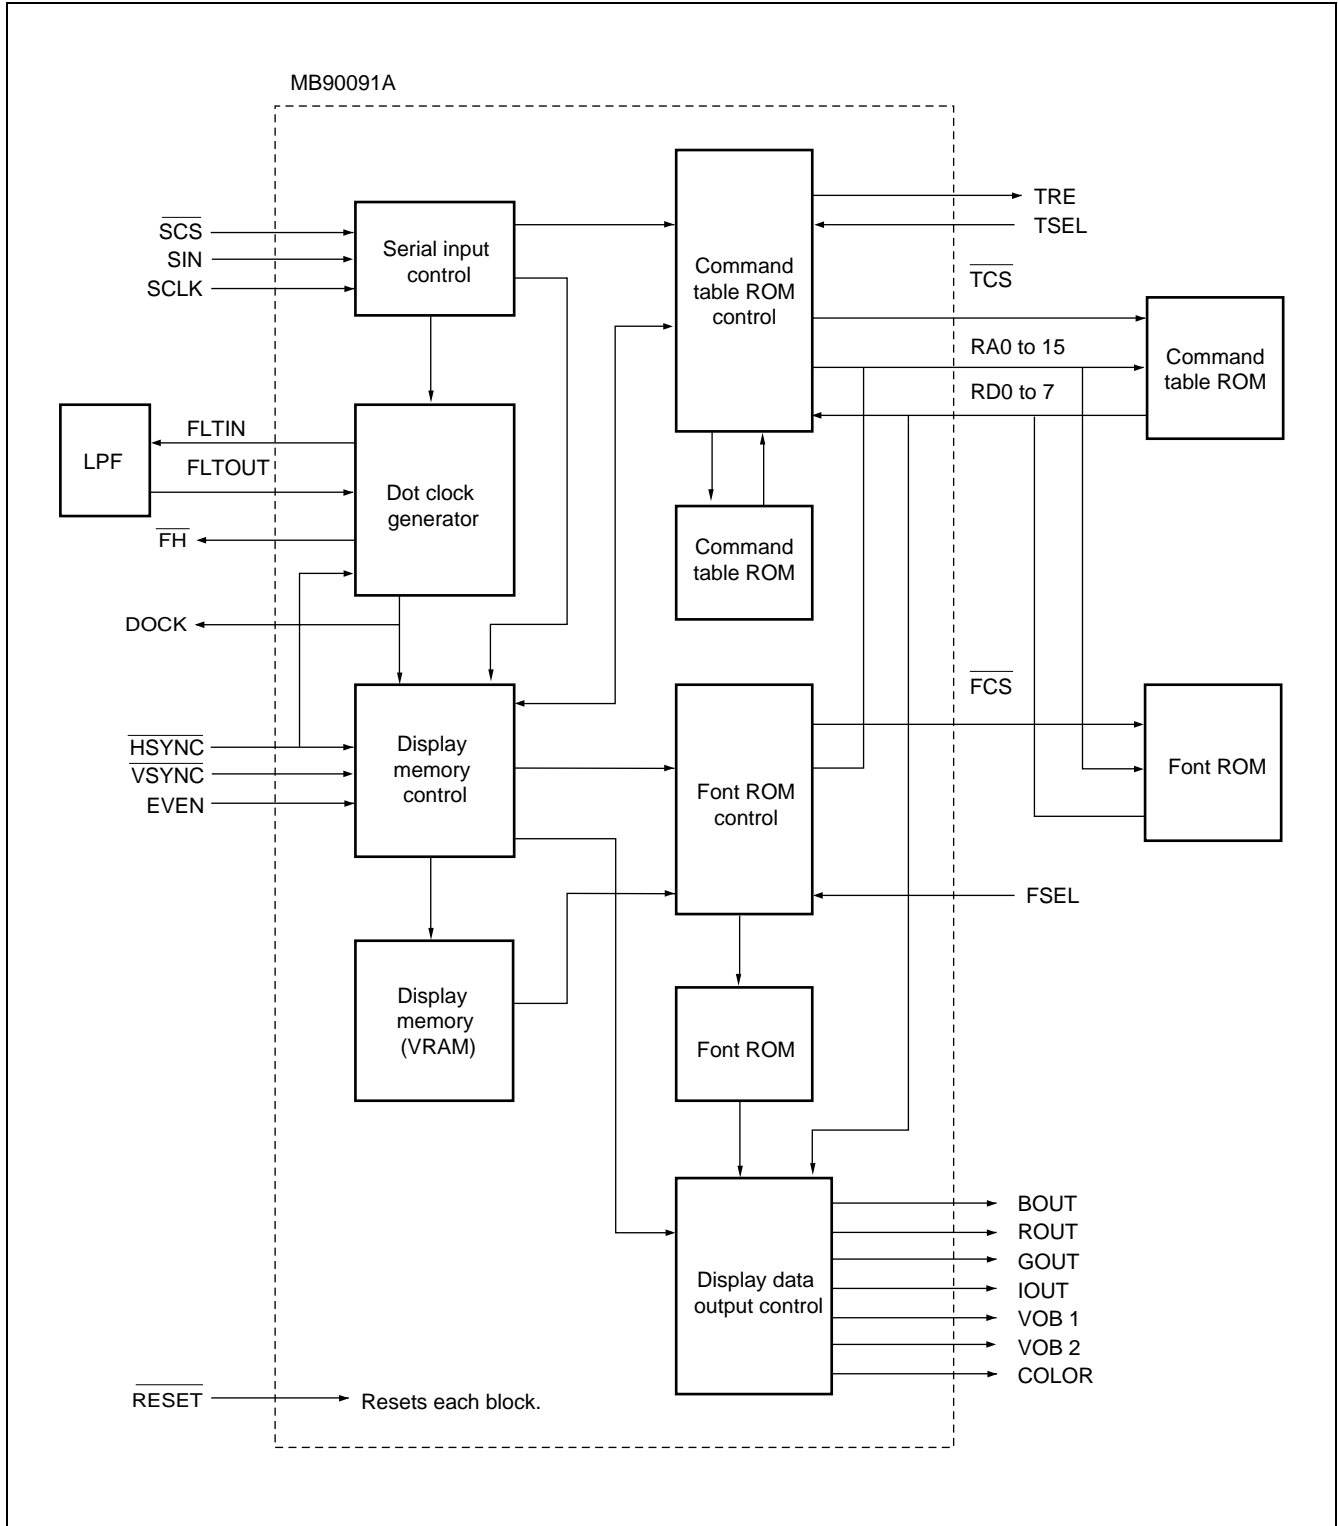 MB90091A
SCS
SIN
SCLK
Serial input
control
Command
table ROM
control
TRE
TSEL
TCS
RA0 to 15
RD0 to 7
Command
table ROM
LPF
FLTIN
FLTOUT
FH
Dot clock
generator
Command
table ROM
DOCK
HSYNC
VSYNC
EVEN
Display
memory
control
Font ROM
control
FCS
Font ROM
FSEL
Display
memory
(VRAM)
Font ROM
Display data
output control
BOUT
ROUT
GOUT
IOUT
VOB 1
VOB 2
COLOR
RESET
Resets each block.